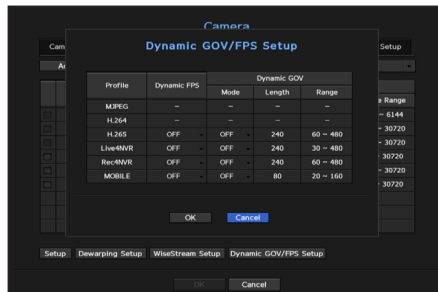 Camera
Cam
Dynamic GOV/FPS Setup
Setup
Profile Dynamic FPS Dynamic GOV
Mode Length Range
MJPEG – – – –
H.264 – – – –
H.265 OFF OFF 240 60 ~ 480
Live4NVR OFF OFF 240 30 ~ 480
Rec4NVR OFF OFF 240 60 ~ 480
MOBILE OFF OFF 80 20 ~ 160
e Range
~ 6144
~ 30720
~ 30720
~ 30720
~ 30720
~ 30720
OK Cancel
Setup Dewarping Setup WiseStream Setup Dynamic GOV/FPS Setup
OK Cancel